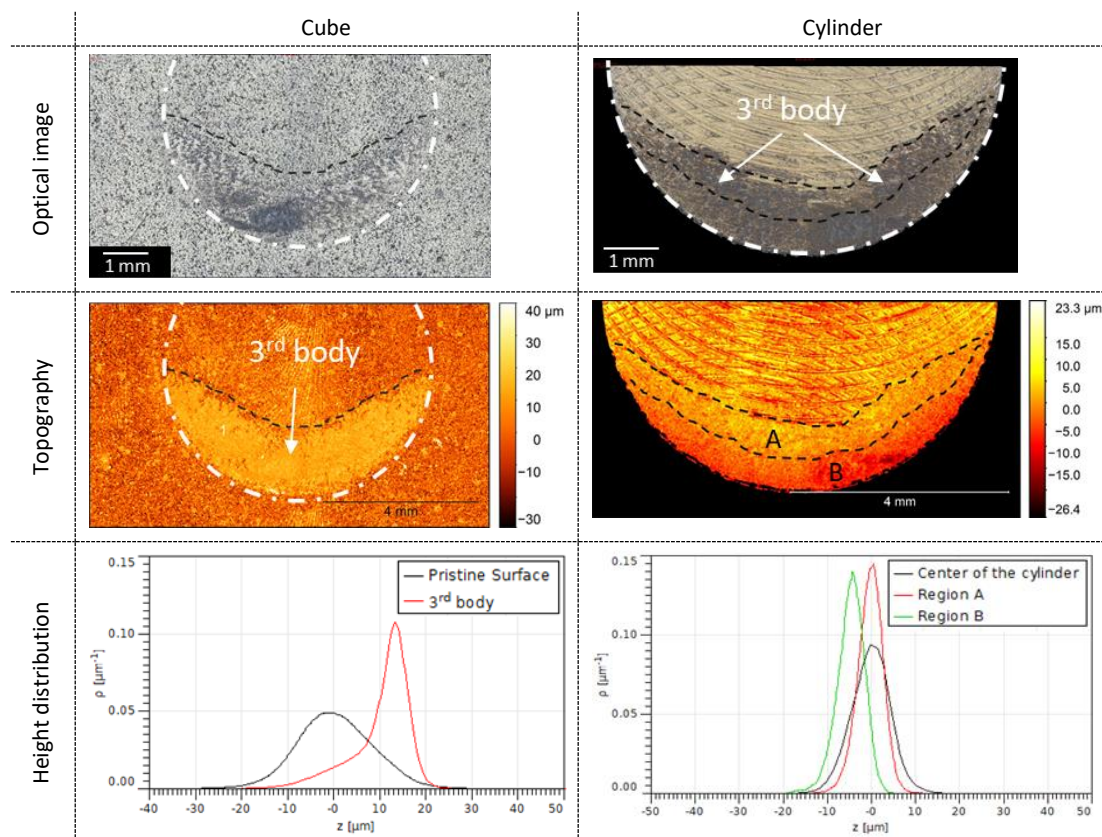 Cube
Cylinder
Optical image
3rd body
1 mm
1 mm
Topography
3rd body
4 mm
40 µm
30
20
10
0
−10
−20
−30
A
B
4 mm
23.3 µm
15.0
10.0
5.0
0.0
−5.0
−10.0
−15.0
−20.0
−26.4
Height distribution
Pristine Surface
3rd body
ρ [µm⁻¹]
0.15
0.10
0.05
0.00
-40 -30 -20 -10 0 10 20 30 40 50
z [µm]
Center of the cylinder
Region A
Region B
ρ [µm⁻¹]
0.15
0.10
0.05
0.00
-50 -40 -30 -20 -10 -0 10 20 30 40 50
z [µm]